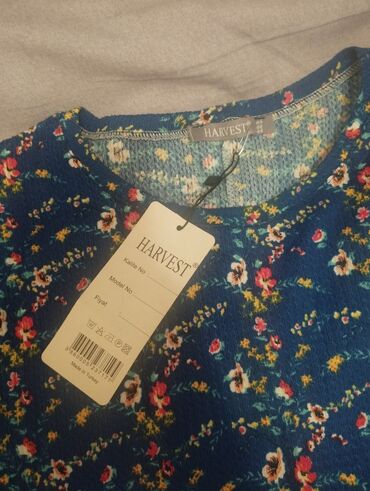 HARVEST
HARVEST®
Kalite No
Model No
Fiyat
Made in Turkey